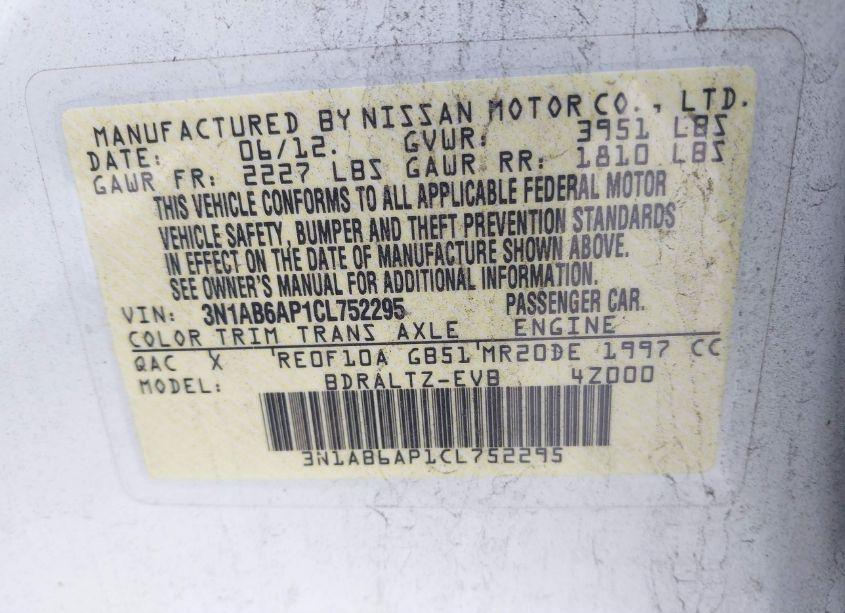 MANUFACTURED BY NISSAN MOTOR CO., LTD.
DATE: 06/12. GVWR: 3951 LBS
GAWR FR: 2227 LBS GAWR RR: 1810 LBS
THIS VEHICLE CONFORMS TO ALL APPLICABLE FEDERAL MOTOR
VEHICLE SAFETY, BUMPER AND THEFT PREVENTION STANDARDS
IN EFFECT ON THE DATE OF MANUFACTURE SHOWN ABOVE.
SEE OWNER'S MANUAL FOR ADDITIONAL INFORMATION.
VIN: 3N1AB6AP1CL752295 PASSENGER CAR.
COLOR TRIM TRANS AXLE ENGINE
QAC X RE0F10A GB51 MR20DE 1997 CC
MODEL: BDRALTZ-EVB 4Z000
3N1AB6AP1CL752295